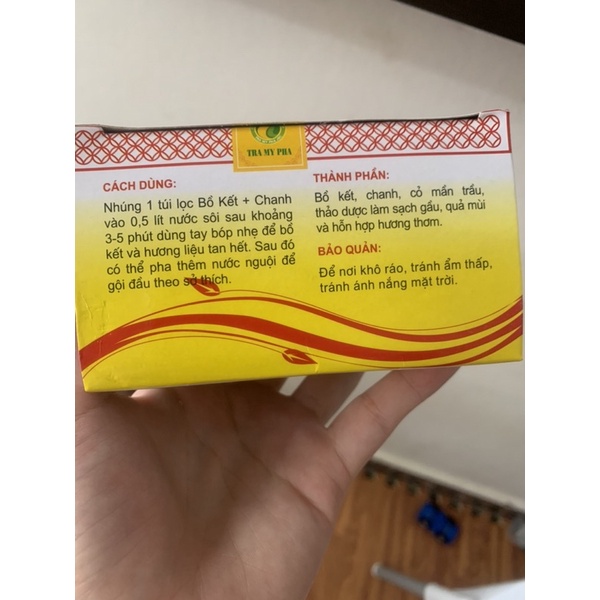 TRA MY PHA
CÁCH DÙNG:
Nhúng 1 túi lọc Bồ Kết + Chanh
vào 0,5 lít nước sôi sau khoảng
3-5 phút dùng tay bóp nhẹ để bồ
kết và hương liệu tan hết. Sau đó
có thể pha thêm nước nguội để
gội đầu theo sở thích.
THÀNH PHẦN:
Bồ kết, chanh, cỏ mần trầu,
thảo dược làm sạch gầu, quả mùi
và hỗn hợp hương thơm.
BẢO QUẢN:
Để nơi khô ráo, tránh ẩm thấp,
tránh ánh nắng mặt trời.